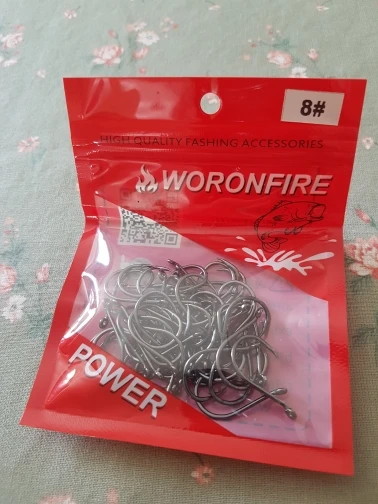 8#
HIGH QUALITY FASHING ACCESSORIES
WORONFIRE
POWER